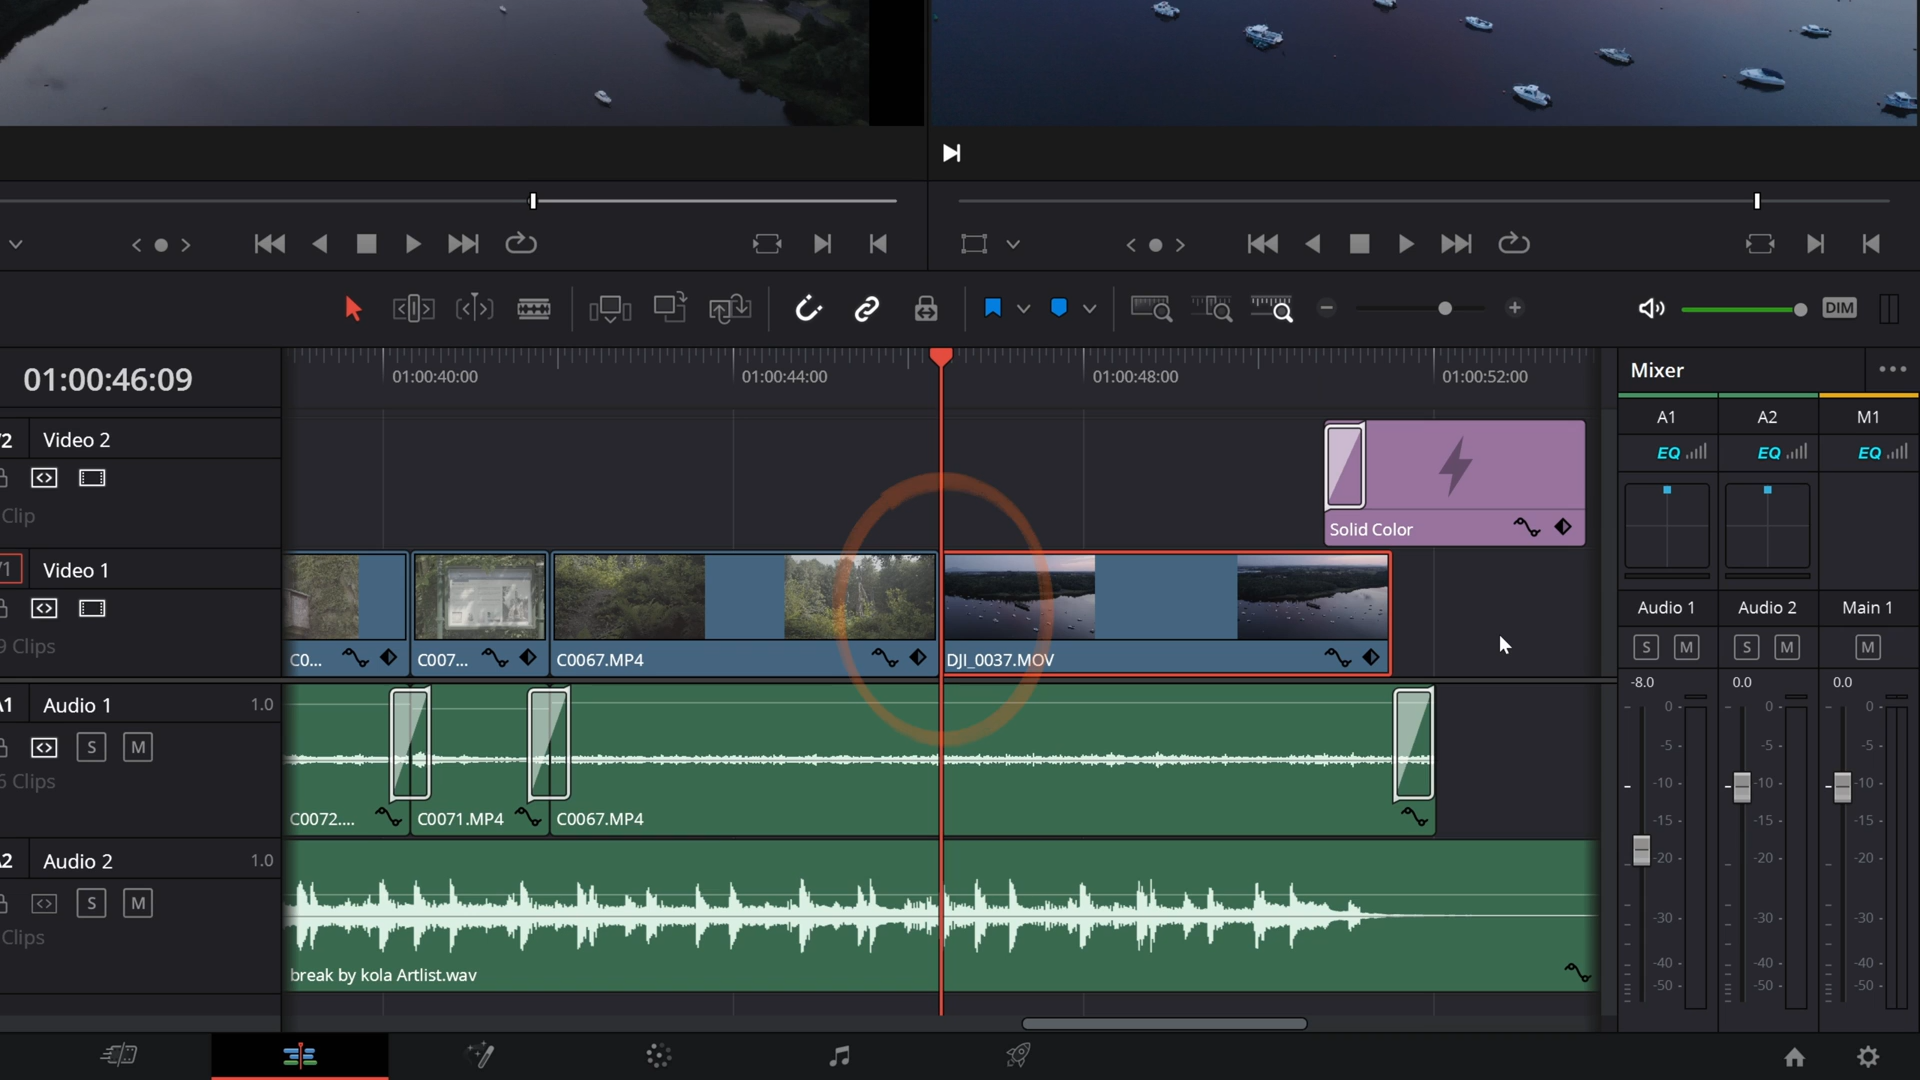 DIM
01:00:46:09
01:00:40:00
01:00:44:00
01:00:48:00
01:00:52:00
Mixer
A1 A2 M1
EQ EQ EQ
Video 2
Clip
Solid Color
Video 1
9 Clips
C0...
C007...
C0067.MP4
DJI_0037.MOV
Audio 1 Audio 2 Main 1
S M S M M
-8.0 0.0 0.0
0 0 0
-5 -5 -5
-10 -10 -10
-15 -15 -15
-20 -20 -20
-30 -30 -30
-40 -40 -40
-50 -50 -50
A1 Audio 1 1.0
S M
6 Clips
C0072....
C0071.MP4
C0067.MP4
A2 Audio 2 1.0
S M
Clips
break by kola Artlist.wav